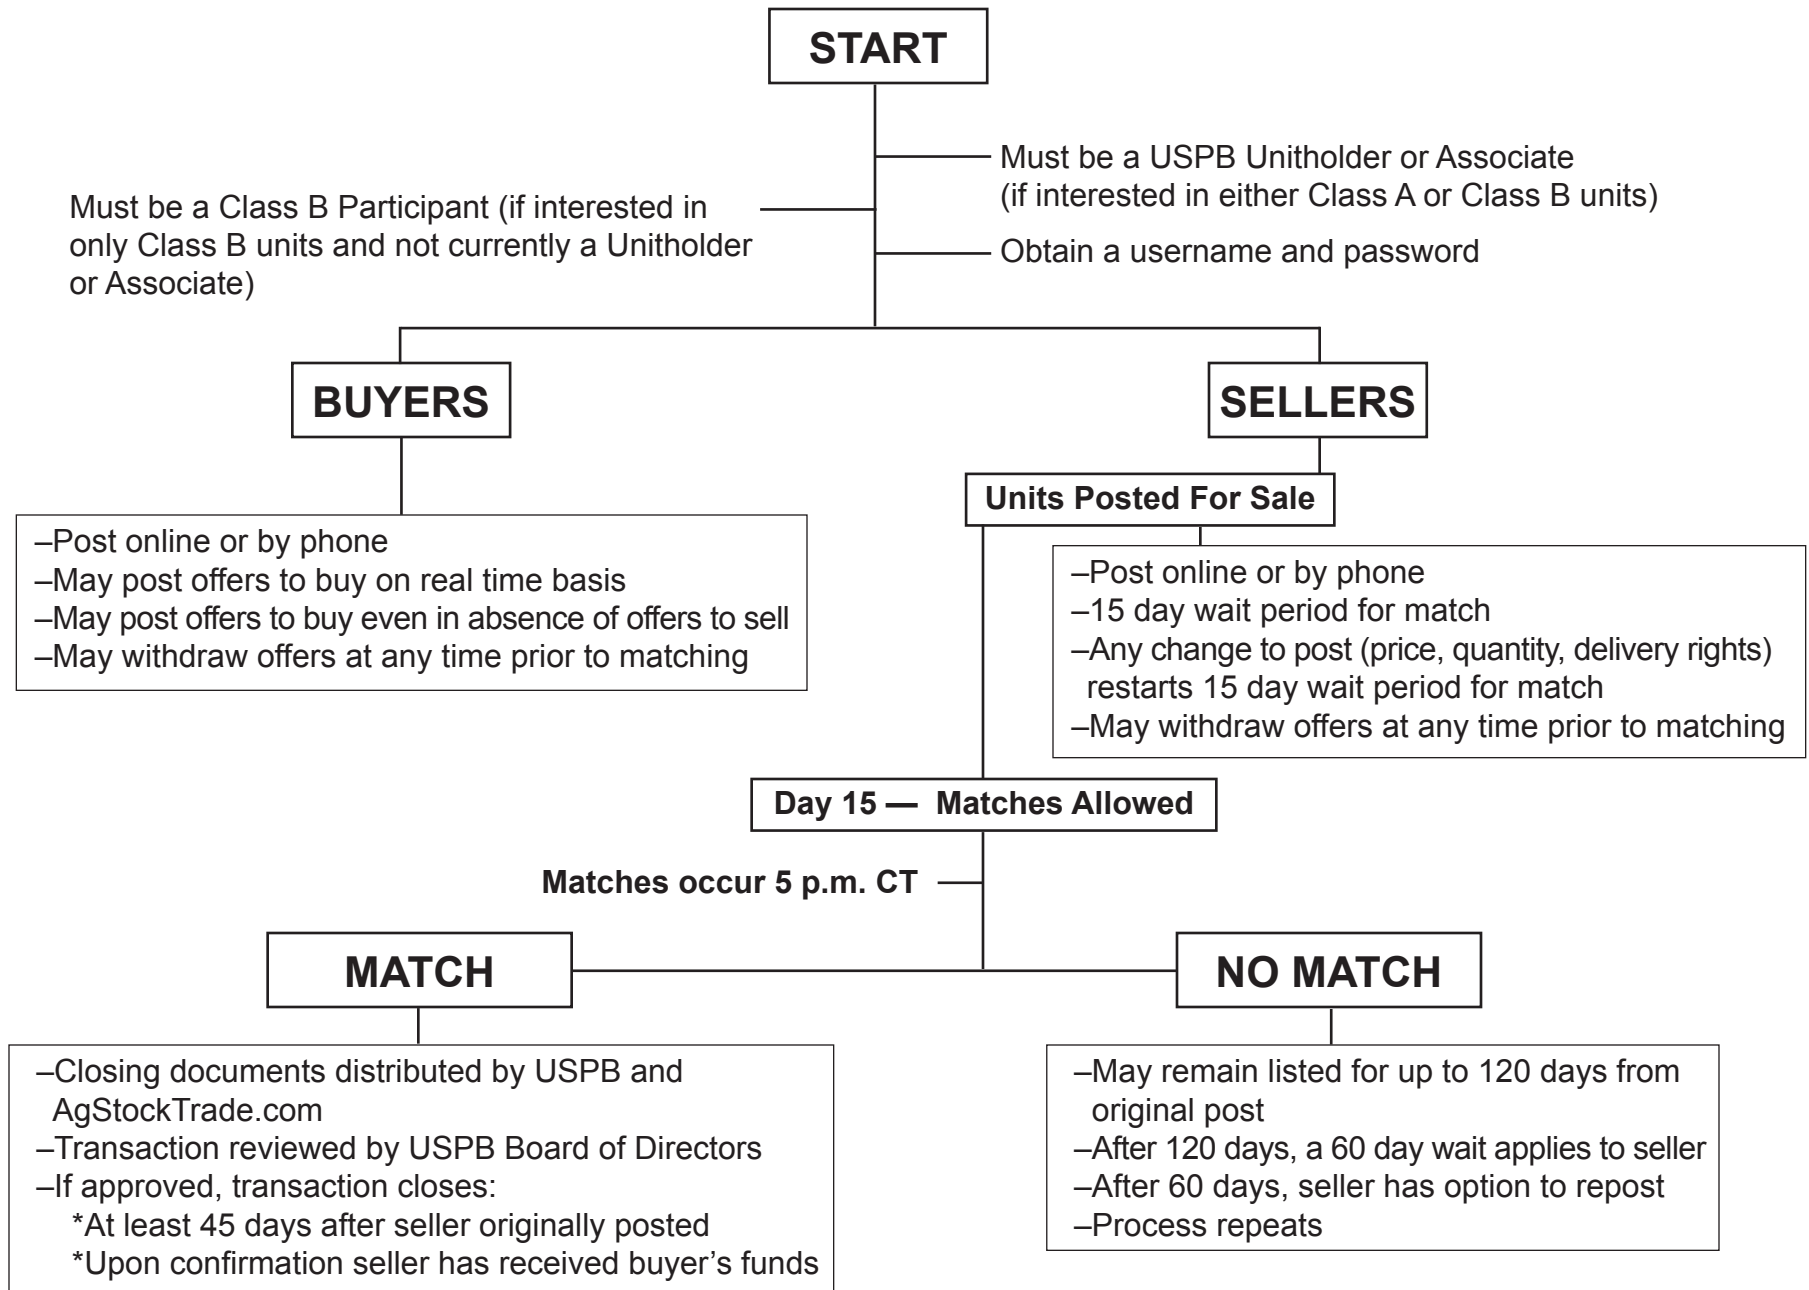 START
Must be a USPB Unitholder or Associate
(if interested in either Class A or Class B units)
Must be a Class B Participant (if interested in
only Class B units and not currently a Unitholder
or Associate)
Obtain a username and password
BUYERS
SELLERS
Units Posted For Sale
–Post online or by phone
–May post offers to buy on real time basis
–May post offers to buy even in absence of offers to sell
–May withdraw offers at any time prior to matching
–Post online or by phone
–15 day wait period for match
–Any change to post (price, quantity, delivery rights)
restarts 15 day wait period for match
–May withdraw offers at any time prior to matching
Day 15 — Matches Allowed
Matches occur 5 p.m. CT
MATCH
NO MATCH
–Closing documents distributed by USPB and
AgStockTrade.com
–Transaction reviewed by USPB Board of Directors
–If approved, transaction closes:
*At least 45 days after seller originally posted
*Upon confirmation seller has received buyer’s funds
–May remain listed for up to 120 days from
original post
–After 120 days, a 60 day wait applies to seller
–After 60 days, seller has option to repost
–Process repeats